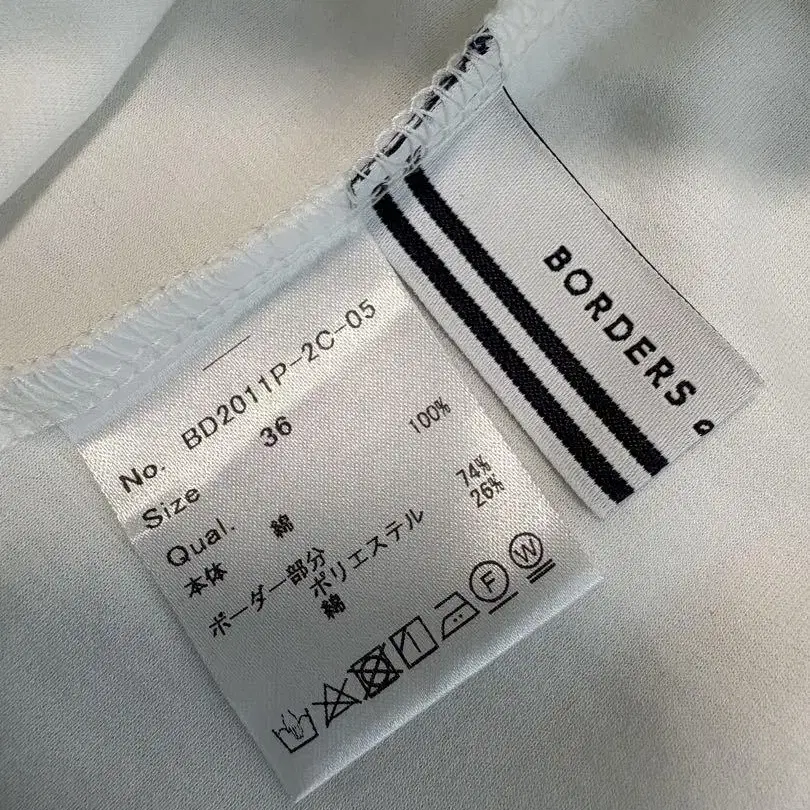 No. BD2011P-2C-05
Size 36
Qual.
本体 綿 100%
ボーダー部分 ポリエステル 74%
綿 26%
F W
BORDERS